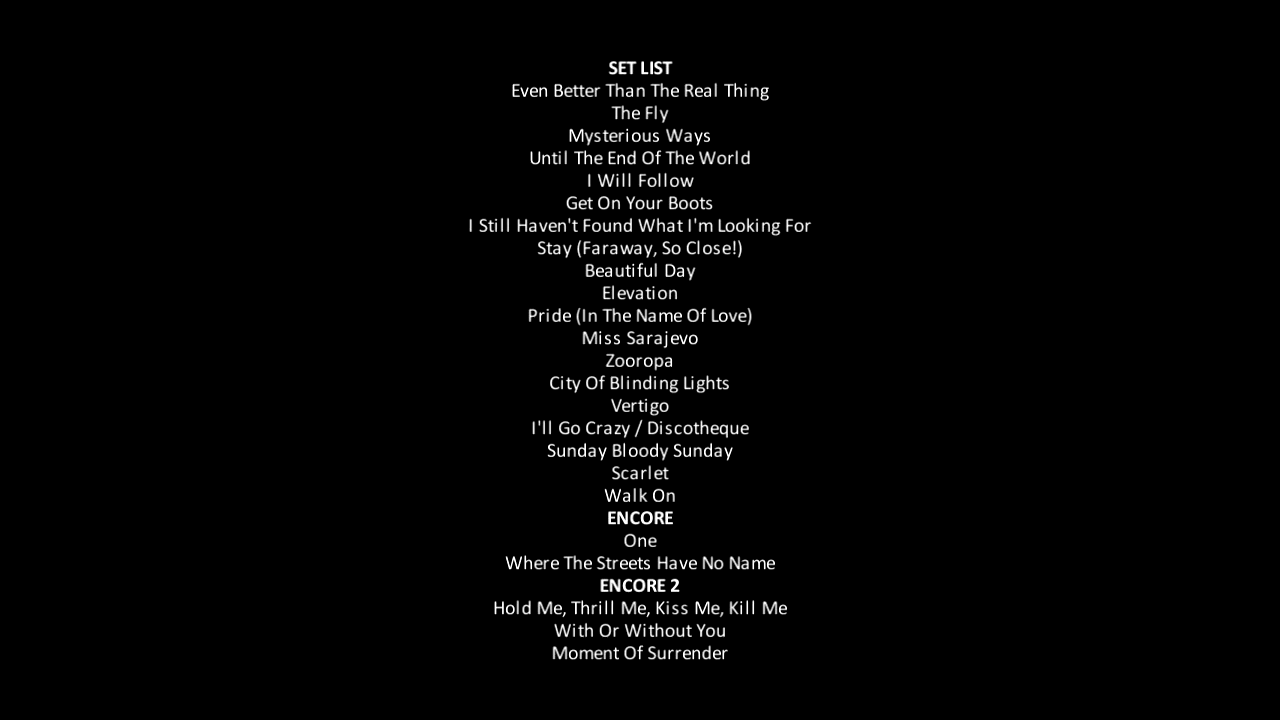 SET LIST
Even Better Than The Real Thing
The Fly
Mysterious Ways
Until The End Of The World
I Will Follow
Get On Your Boots
I Still Haven't Found What I'm Looking For
Stay (Faraway, So Close!)
Beautiful Day
Elevation
Pride (In The Name Of Love)
Miss Sarajevo
Zooropa
City Of Blinding Lights
Vertigo
I'll Go Crazy / Discotheque
Sunday Bloody Sunday
Scarlet
Walk On
ENCORE
One
Where The Streets Have No Name
ENCORE 2
Hold Me, Thrill Me, Kiss Me, Kill Me
With Or Without You
Moment Of Surrender